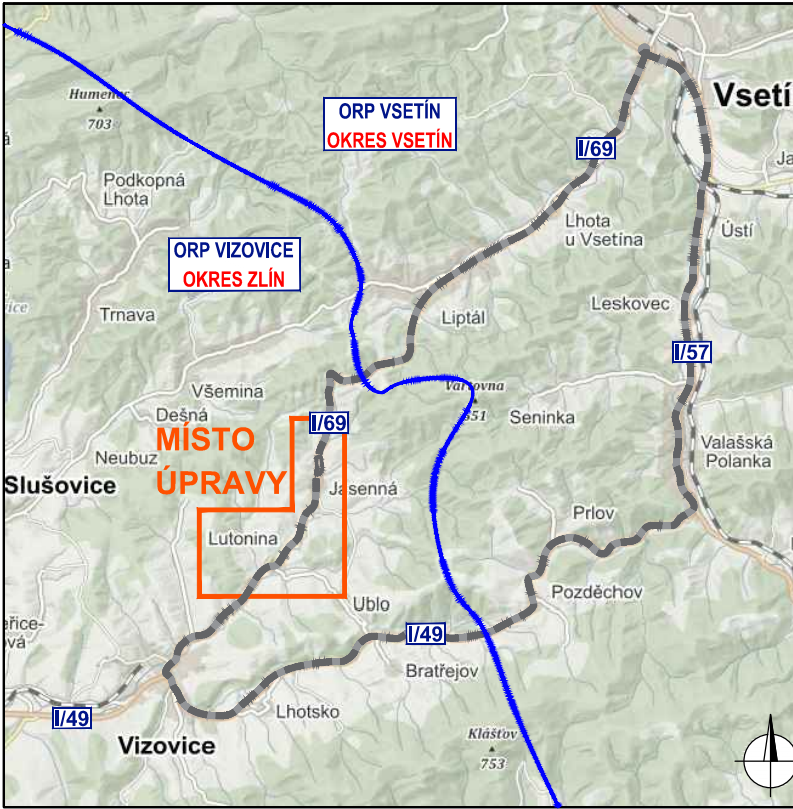 Humenec
703
ORP VSETÍN
OKRES VSETÍN
Vsetí
I/69
Podkopná
Lhota
Lhota
u Vsetína
Ústí
ORP VIZOVICE
OKRES ZLÍN
Leskovec
Trnava
Liptál
I/57
Všemina
Vartovna
651
Dešná
I/69
Seninka
MÍSTO
ÚPRAVY
Neubuz
Valašská
Polanka
Slušovice
Jasenná
Prlov
Lutonina
Pozděchov
Ublo
I/49
Bratřejov
Lhotsko
I/49
Vizovice
Klášťov
753